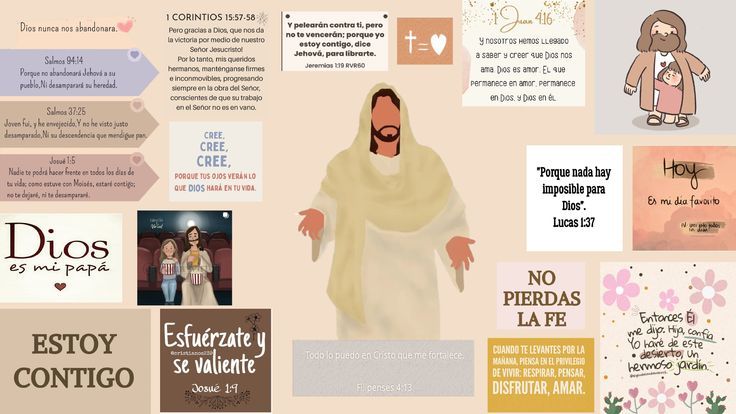 Dios nunca nos abandonara.
Salmos 94:14
Porque no abandonará Jehová a su
pueblo,Ni desamparará su heredad.
Salmos 37:25
Joven fui, y he envejecido,Y no he visto justo
desamparado,Ni su descendencia que mendigue pan.
Josué 1:5
Nadie te podrá hacer frente en todos los días de
tu vida; como estuve con Moisés, estaré contigo;
no te dejaré, ni te desampararé.
1 CORINTIOS 15:57-58
Pero gracias a Dios, que nos da
la victoria por medio de nuestro
Señor Jesucristo!
Por lo tanto, mis queridos
hermanos, manténganse firmes
e inconmovibles, progresando
siempre en la obra del Señor,
conscientes de que su trabajo
en el Señor no es en vano.
CREE,
CREE,
CREE,
PORQUE TUS OJOS VERÁN LO
QUE DIOS HARÁ EN TU VIDA.
Y pelearán contra ti, pero
no te vencerán; porque yo
estoy contigo, dice
Jehová, para librarte.
Jeremías 1:19 RVR60
1 Juan 4:16
Y nosotros hemos llegado
a saber y creer que Dios nos
ama. Dios es amor. El que
permanece en amor, permanece
en Dios, y Dios en él.
"Porque nada hay
imposible para
Dios".
Lucas 1:37
Hoy
Es mi día favorito
Dios
es mi papá
ESTOY
CONTIGO
Esfuérzate y
se valiente
Josué 1:9
Todo lo puedo en Cristo que me fortalece.
Fi; penses 4:13
NO
PIERDAS
LA FE
CUANDO TE LEVANTES POR LA
MAÑANA, PIENSA EN EL PRIVILEGIO
DE VIVIR: RESPIRAR, PENSAR,
DISFRUTAR, AMAR.
Entonces Él
me dijo: Hija, confía
Yo haré de este
desierto, un
hermoso jardín.